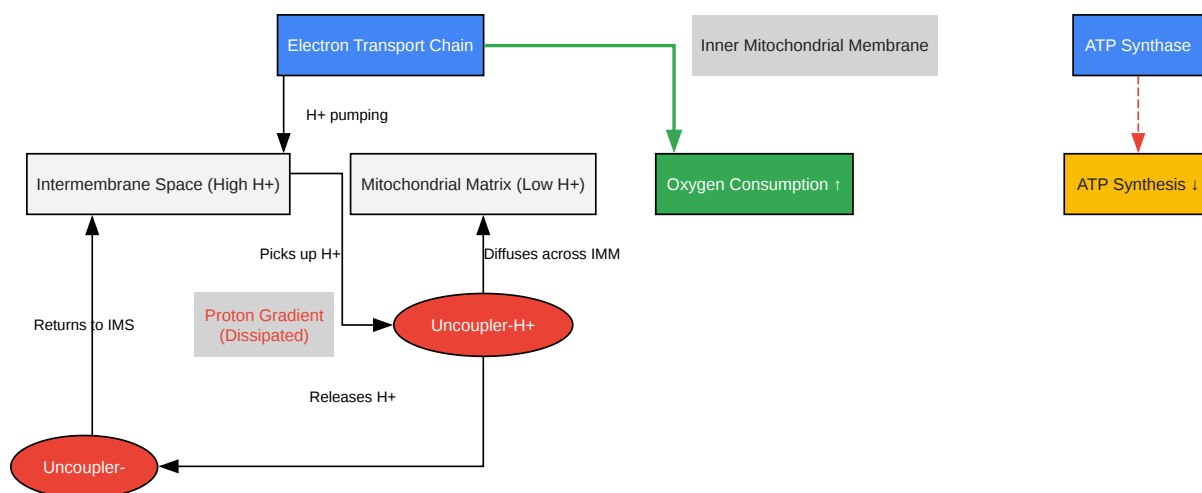 Electron Transport Chain
Inner Mitochondrial Membrane
ATP Synthase
H+ pumping
Intermembrane Space (High H+)
Mitochondrial Matrix (Low H+)
Oxygen Consumption ↑
ATP Synthesis ↓
Picks up H+
Diffuses across IMM
Returns to IMS
Proton Gradient
(Dissipated)
Uncoupler-H+
Releases H+
Uncoupler-